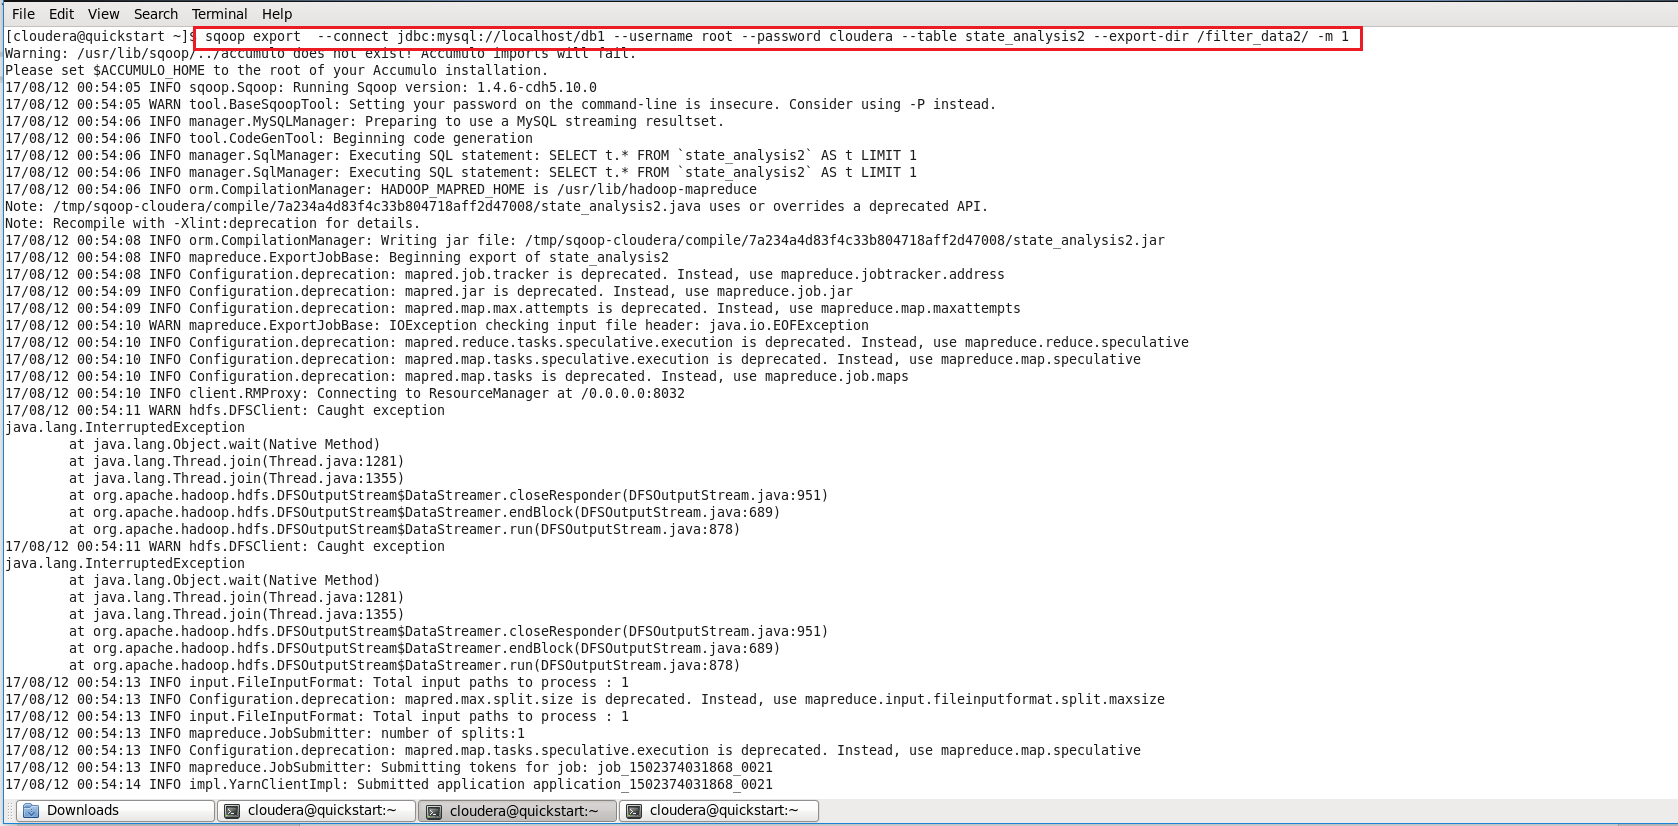 File Edit View Search Terminal Help
[cloudera@quickstart ~]$ sqoop export  --connect jdbc:mysql://localhost/db1 --username root --password cloudera --table state_analysis2 --export-dir /filter_data2/ -m 1
Warning: /usr/lib/sqoop/../accumulo does not exist! Accumulo imports will fail.
Please set $ACCUMULO_HOME to the root of your Accumulo installation.
17/08/12 00:54:05 INFO sqoop.Sqoop: Running Sqoop version: 1.4.6-cdh5.10.0
17/08/12 00:54:05 WARN tool.BaseSqoopTool: Setting your password on the command-line is insecure. Consider using -P instead.
17/08/12 00:54:06 INFO manager.MySQLManager: Preparing to use a MySQL streaming resultset.
17/08/12 00:54:06 INFO tool.CodeGenTool: Beginning code generation
17/08/12 00:54:06 INFO manager.SqlManager: Executing SQL statement: SELECT t.* FROM `state_analysis2` AS t LIMIT 1
17/08/12 00:54:06 INFO manager.SqlManager: Executing SQL statement: SELECT t.* FROM `state_analysis2` AS t LIMIT 1
17/08/12 00:54:06 INFO orm.CompilationManager: HADOOP_MAPRED_HOME is /usr/lib/hadoop-mapreduce
Note: /tmp/sqoop-cloudera/compile/7a234a4d83f4c33b804718aff2d47008/state_analysis2.java uses or overrides a deprecated API.
Note: Recompile with -Xlint:deprecation for details.
17/08/12 00:54:08 INFO orm.CompilationManager: Writing jar file: /tmp/sqoop-cloudera/compile/7a234a4d83f4c33b804718aff2d47008/state_analysis2.jar
17/08/12 00:54:08 INFO mapreduce.ExportJobBase: Beginning export of state_analysis2
17/08/12 00:54:08 INFO Configuration.deprecation: mapred.job.tracker is deprecated. Instead, use mapreduce.jobtracker.address
17/08/12 00:54:09 INFO Configuration.deprecation: mapred.jar is deprecated. Instead, use mapreduce.job.jar
17/08/12 00:54:09 INFO Configuration.deprecation: mapred.map.max.attempts is deprecated. Instead, use mapreduce.map.maxattempts
17/08/12 00:54:10 WARN mapreduce.ExportJobBase: IOException checking input file header: java.io.EOFException
17/08/12 00:54:10 INFO Configuration.deprecation: mapred.reduce.tasks.speculative.execution is deprecated. Instead, use mapreduce.reduce.speculative
17/08/12 00:54:10 INFO Configuration.deprecation: mapred.map.tasks.speculative.execution is deprecated. Instead, use mapreduce.map.speculative
17/08/12 00:54:10 INFO Configuration.deprecation: mapred.map.tasks is deprecated. Instead, use mapreduce.job.maps
17/08/12 00:54:10 INFO client.RMProxy: Connecting to ResourceManager at /0.0.0.0:8032
17/08/12 00:54:11 WARN hdfs.DFSClient: Caught exception
java.lang.InterruptedException
        at java.lang.Object.wait(Native Method)
        at java.lang.Thread.join(Thread.java:1281)
        at java.lang.Thread.join(Thread.java:1355)
        at org.apache.hadoop.hdfs.DFSOutputStream$DataStreamer.closeResponder(DFSOutputStream.java:951)
        at org.apache.hadoop.hdfs.DFSOutputStream$DataStreamer.endBlock(DFSOutputStream.java:689)
        at org.apache.hadoop.hdfs.DFSOutputStream$DataStreamer.run(DFSOutputStream.java:878)
17/08/12 00:54:11 WARN hdfs.DFSClient: Caught exception
java.lang.InterruptedException
        at java.lang.Object.wait(Native Method)
        at java.lang.Thread.join(Thread.java:1281)
        at java.lang.Thread.join(Thread.java:1355)
        at org.apache.hadoop.hdfs.DFSOutputStream$DataStreamer.closeResponder(DFSOutputStream.java:951)
        at org.apache.hadoop.hdfs.DFSOutputStream$DataStreamer.endBlock(DFSOutputStream.java:689)
        at org.apache.hadoop.hdfs.DFSOutputStream$DataStreamer.run(DFSOutputStream.java:878)
17/08/12 00:54:13 INFO input.FileInputFormat: Total input paths to process : 1
17/08/12 00:54:13 INFO Configuration.deprecation: mapred.max.split.size is deprecated. Instead, use mapreduce.input.fileinputformat.split.maxsize
17/08/12 00:54:13 INFO input.FileInputFormat: Total input paths to process : 1
17/08/12 00:54:13 INFO mapreduce.JobSubmitter: number of splits:1
17/08/12 00:54:13 INFO Configuration.deprecation: mapred.map.tasks.speculative.execution is deprecated. Instead, use mapreduce.map.speculative
17/08/12 00:54:13 INFO mapreduce.JobSubmitter: Submitting tokens for job: job_1502374031868_0021
17/08/12 00:54:14 INFO impl.YarnClientImpl: Submitted application application_1502374031868_0021
Downloads cloudera@quickstart:~ cloudera@quickstart:~ cloudera@quickstart:~